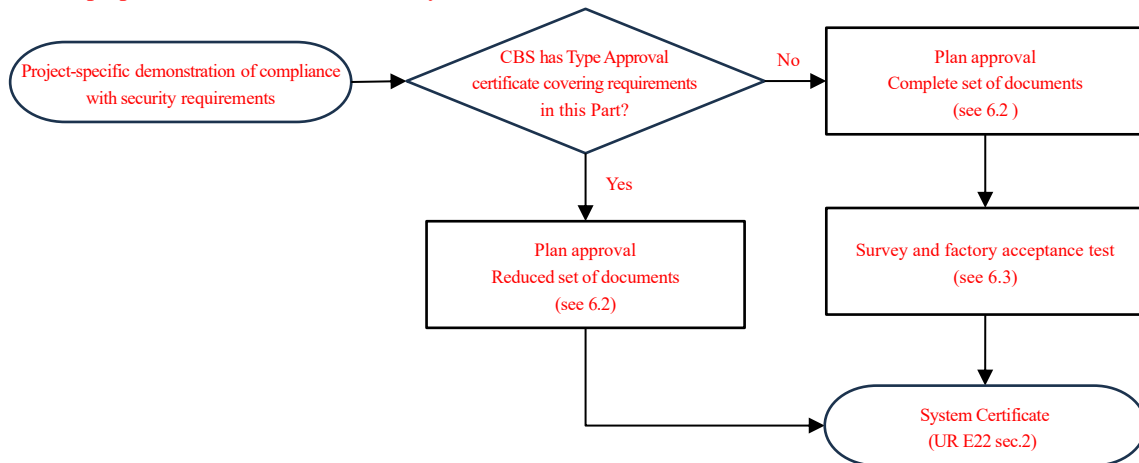 Project-specific demonstration of compliance
with security requirements
CBS has Type Approval
certificate covering requirements
in this Part?
No
Plan approval
Complete set of documents
(see 6.2 )
Yes
Plan approval
Reduced set of documents
(see 6.2)
Survey and factory acceptance test
(see 6.3)
System Certificate
(UR E22 sec.2)